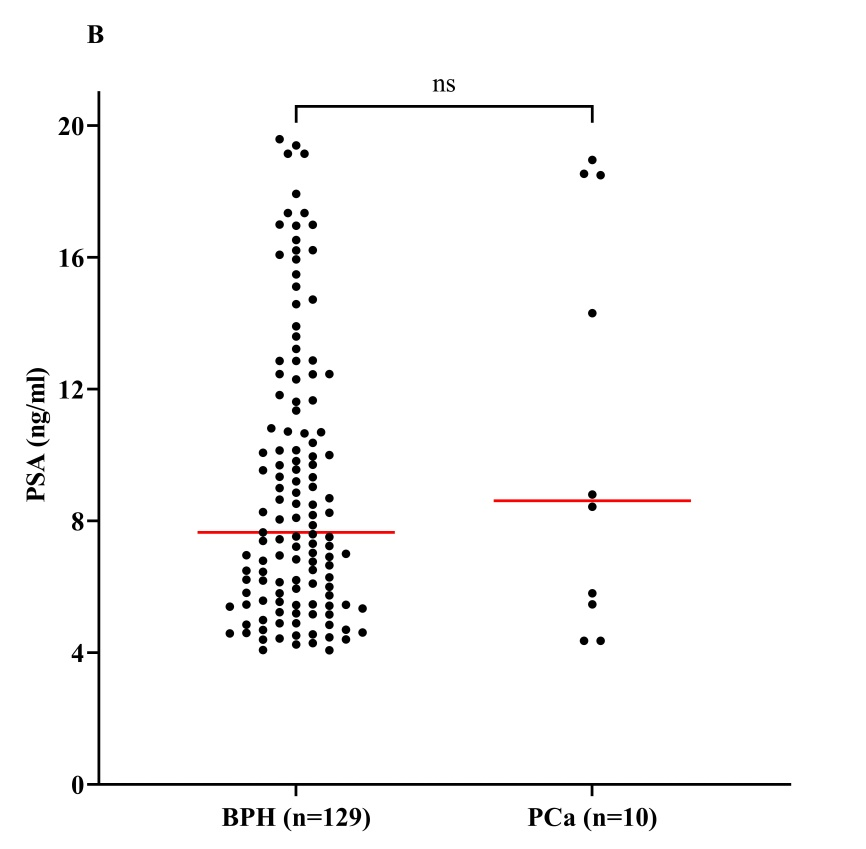 B
ns
20
16
12
8
4
0
PSA (ng/ml)
BPH (n=129)
PCa (n=10)